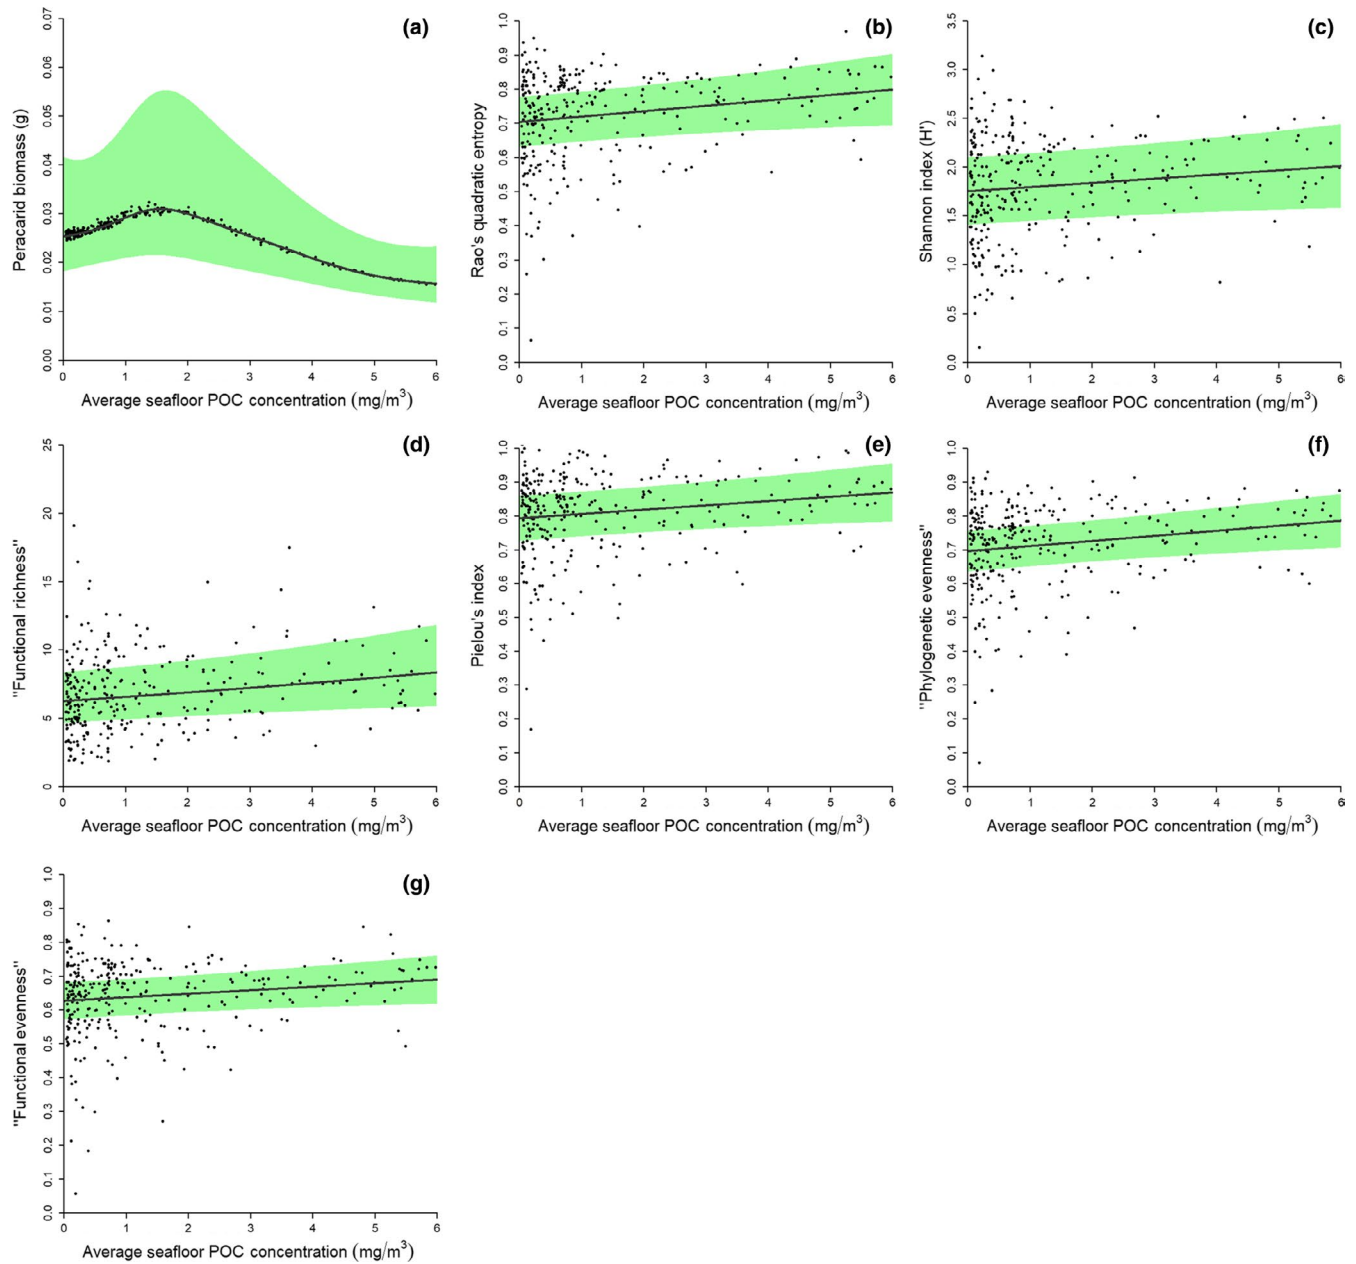 (a)
Peracarid biomass (g)
0.00 0.01 0.02 0.03 0.04 0.05 0.06 0.07
0 1 2 3 4 5 6
Average seafloor POC concentration (mg/m³)
(b)
Rao's quadratic entropy
0.0 0.1 0.2 0.3 0.4 0.5 0.6 0.7 0.8 0.9 1.0
0 1 2 3 4 5 6
Average seafloor POC concentration (mg/m³)
(c)
Shannon index (H')
0.0 0.5 1.0 1.5 2.0 2.5 3.0 3.5
0 1 2 3 4 5 6
Average seafloor POC concentration (mg/m³)
(d)
"Functional richness"
0 5 10 15 20 25
0 1 2 3 4 5 6
Average seafloor POC concentration (mg/m³)
(e)
Pielou's index
0.0 0.1 0.2 0.3 0.4 0.5 0.6 0.7 0.8 0.9 1.0
0 1 2 3 4 5 6
Average seafloor POC concentration (mg/m³)
(f)
"Phylogenetic evenness"
0.0 0.1 0.2 0.3 0.4 0.5 0.6 0.7 0.8 0.9 1.0
0 1 2 3 4 5 6
Average seafloor POC concentration (mg/m³)
(g)
"Functional evenness"
0.0 0.1 0.2 0.3 0.4 0.5 0.6 0.7 0.8 0.9 1.0
0 1 2 3 4 5 6
Average seafloor POC concentration (mg/m³)